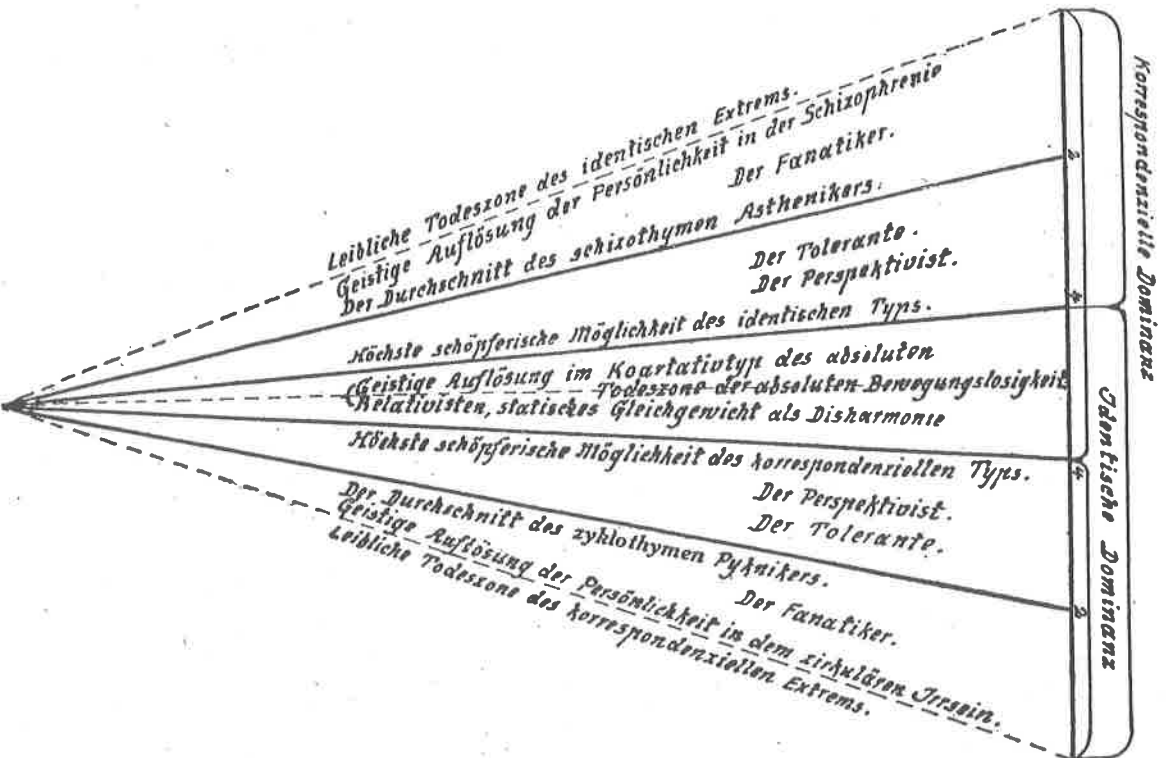 Leibliche Todeszone des identischen Extrems.
Geistige Auflösung der Persönlichkeit in der Schizophrenie
Der Fanatiker.
Der Durchschnitt des schizothymen Asthenikers.
Der Tolerante.
Der Perspektivist.
Höchste schöpferische Möglichkeit des identischen Typs.
Geistige Auflösung im Koartativtyp des absoluten
Todeszone der absoluten Bewegungslosigkeit
Relativisten, statisches Gleichgewicht als Disharmonie
Höchste schöpferische Möglichkeit des korrespondenziellen Typs.
Der Perspektivist.
Der Tolerante.
Der Durchschnitt des zyklothymen Pyknikers.
Der Fanatiker.
Geistige Auflösung der Persönlichkeit in dem zirkulären Irrsein.
Leibliche Todeszone des korrespondenziellen Extrems.
2
4
4
2
Korrespondenzielle Dominanz
Identische Dominanz